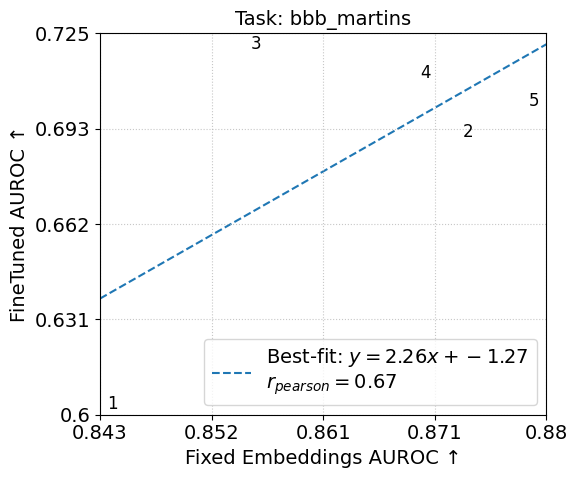 Task: bbb_martins
0.725
0.693
0.662
0.631
0.6
FineTuned AUROC ↑
3
4
5
2
1
Best-fit: y = 2.26x + − 1.27
r_pearson = 0.67
0.843 0.852 0.861 0.871 0.88
Fixed Embeddings AUROC ↑